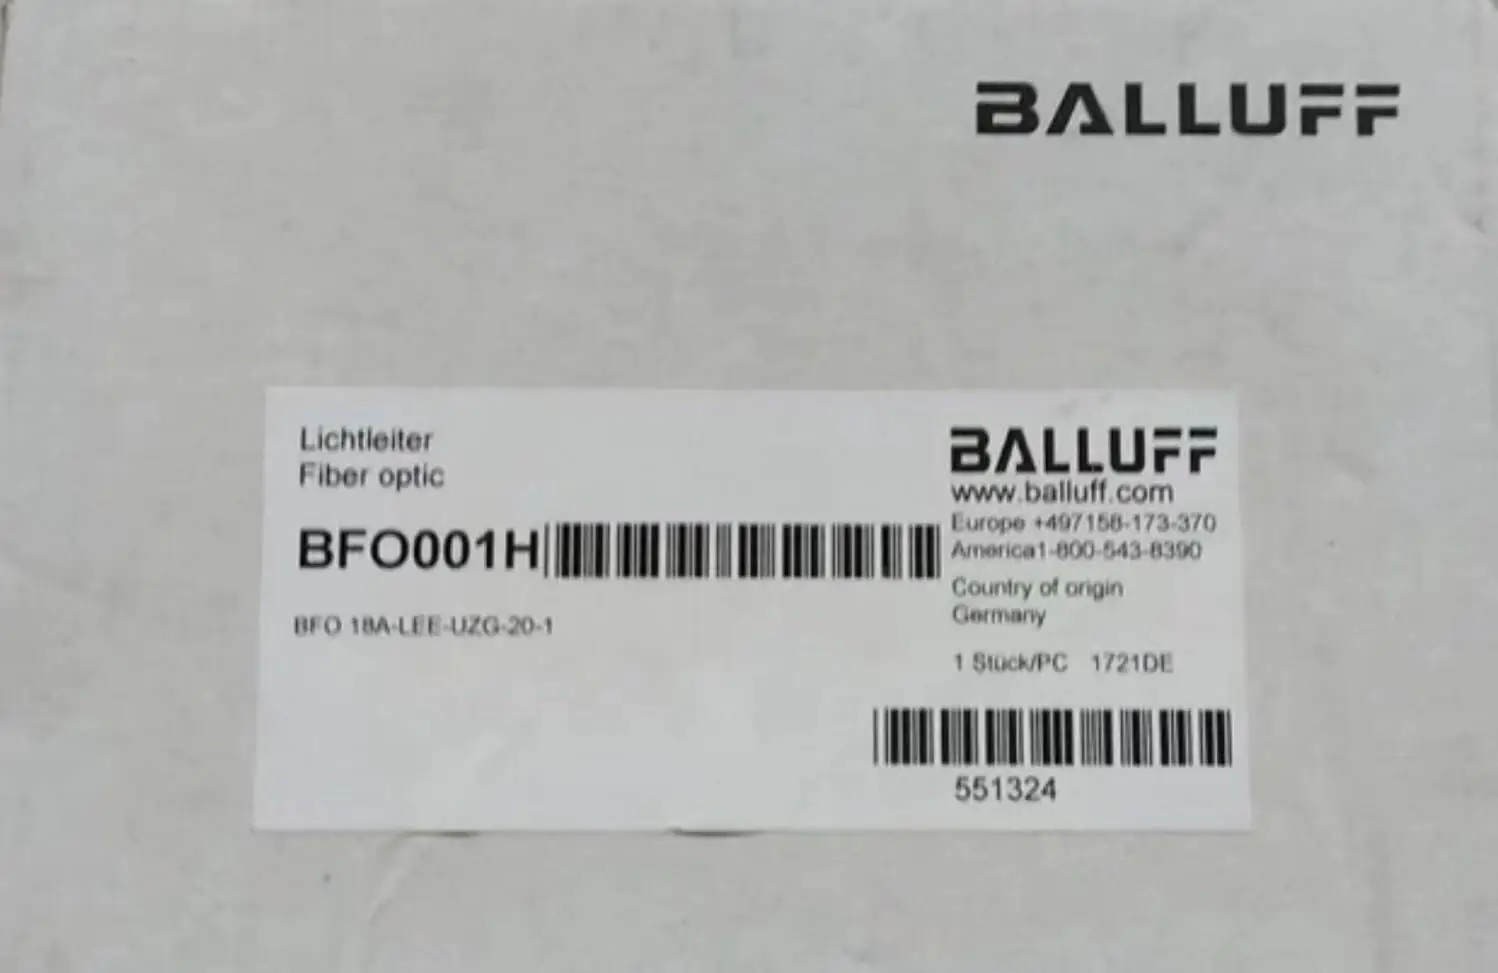 BALLUFF
Lichtleiter
Fiber optic
BFO001H
BFO 18A-LEE-UZG-20-1
BALLUFF
www.balluff.com
Europe +497158-173-370
America1-800-543-8390
Country of origin
Germany
1 Stück/PC 1721DE
551324